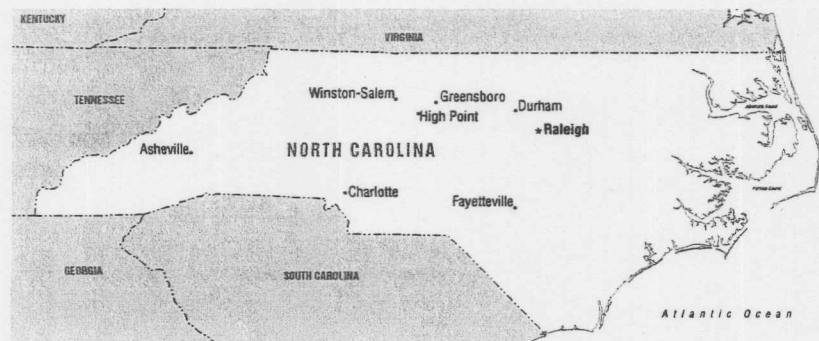 KENTUCKY
VIRGINIA
TENNESSEE
Winston-Salem
Greensboro
High Point
Durham
Raleigh
Asheville
NORTH CAROLINA
Charlotte
Fayetteville
GEORGIA
SOUTH CAROLINA
Atlantic Ocean